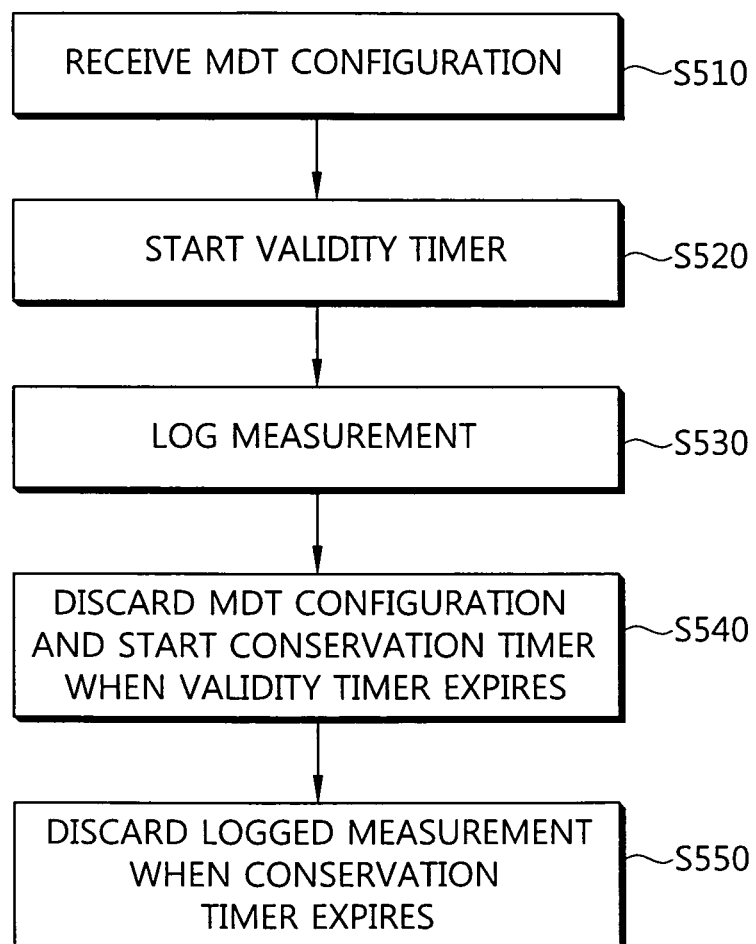 RECEIVE MDT CONFIGURATION
S510
START VALIDITY TIMER
S520
LOG MEASUREMENT
S530
DISCARD MDT CONFIGURATION
AND START CONSERVATION TIMER
WHEN VALIDITY TIMER EXPIRES
S540
DISCARD LOGGED MEASUREMENT
WHEN CONSERVATION
TIMER EXPIRES
S550